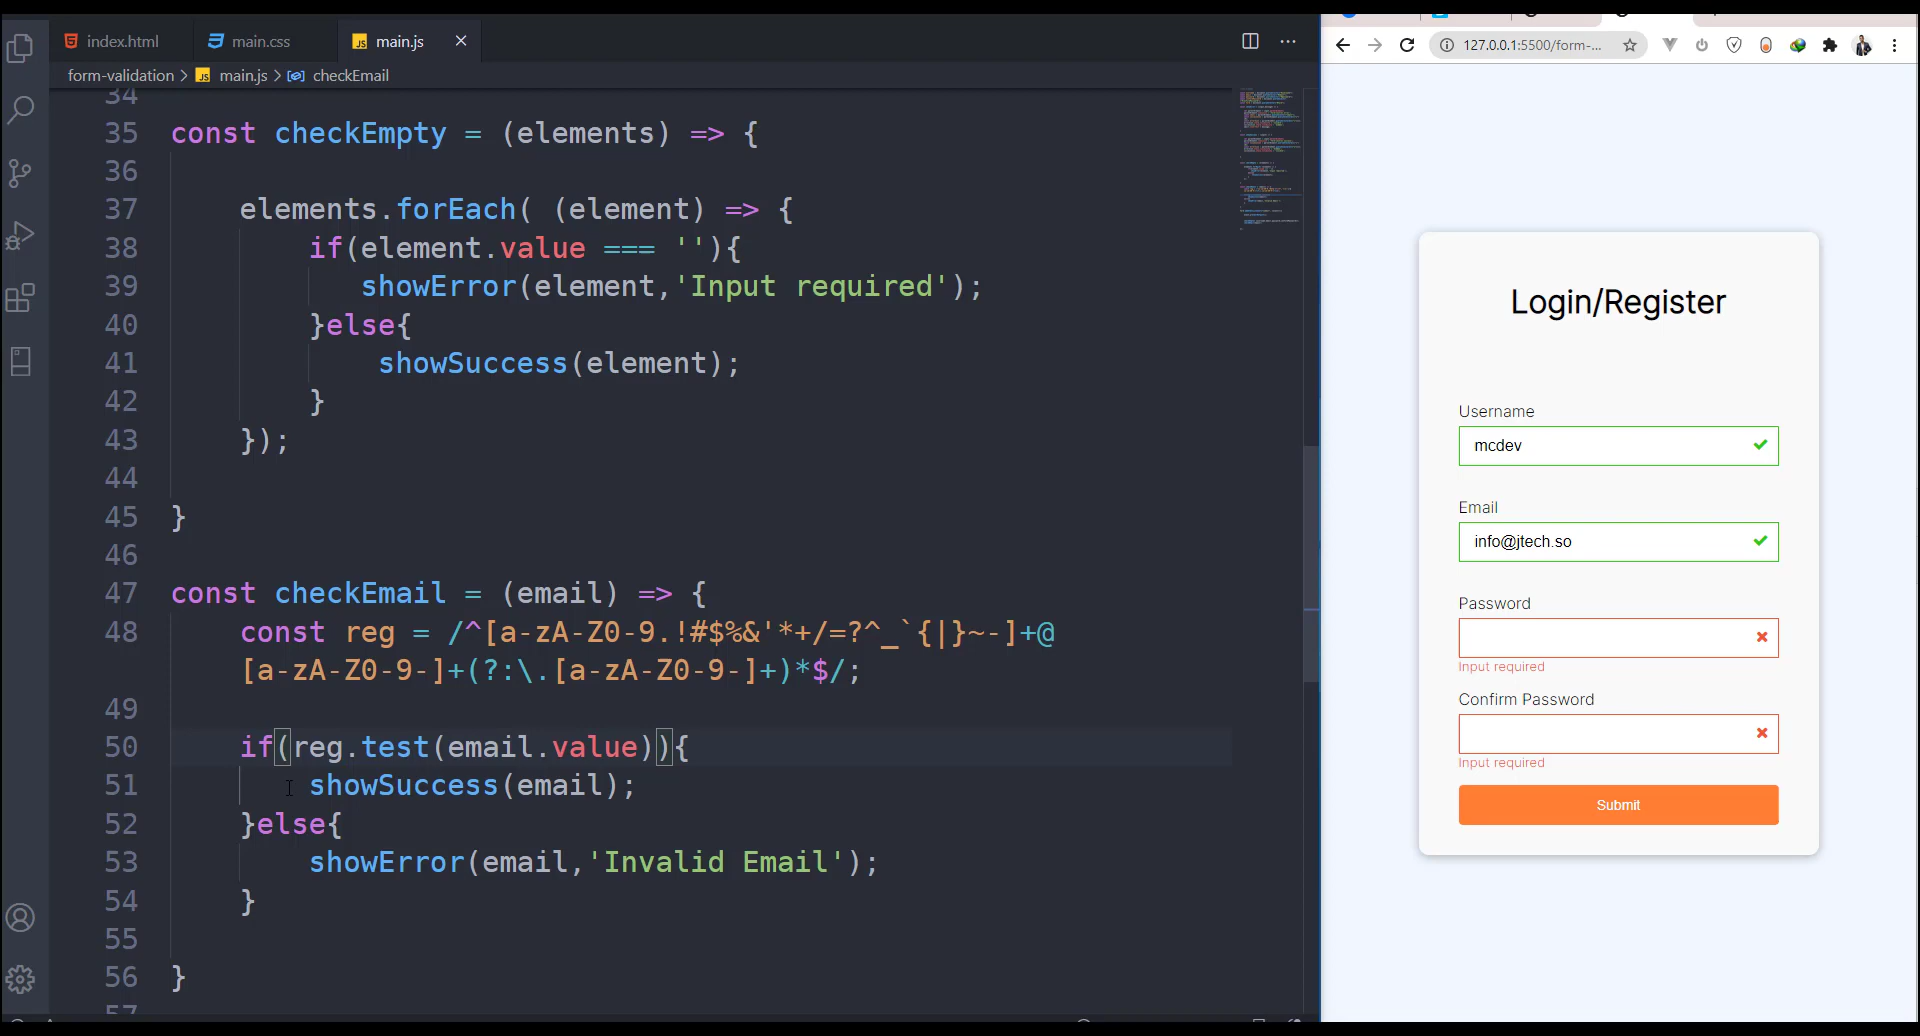 index.html
main.css
JS main.js
form-validation > JS main.js > checkEmail
34
35 const checkEmpty = (elements) => {
36
37 elements.forEach( (element) => {
38 if(element.value === ''){
39 showError(element,'Input required');
40 }else{
41 showSuccess(element);
42 }
43 });
44
45 }
46
47 const checkEmail = (email) => {
48 const reg = /^[a-zA-Z0-9.!#$%&'*+/=?^_`{|}~-]+@
[a-zA-Z0-9-]+(?:\.[a-zA-Z0-9-]+)*$/;
49
50 if(reg.test(email.value)){
51 showSuccess(email);
52 }else{
53 showError(email,'Invalid Email');
54 }
55
56 }
57
127.0.0.1:5500/form-...
Login/Register
Username
mcdev
Email
info@jtech.so
Password
Input required
Confirm Password
Input required
Submit